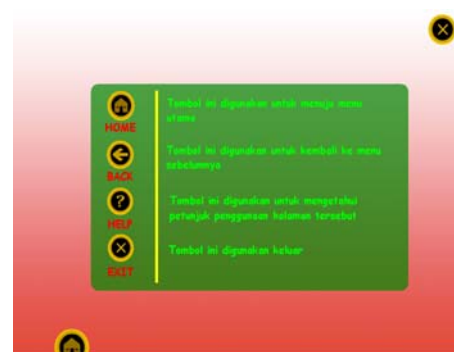 HOME
Tombol ini digunakan untuk menuju menu
utama
BACK
Tombol ini digunakan untuk kembali ke menu
sebelumnya
HELP
Tombol ini digunakan untuk mengetahui
petunjuk penggunaan halaman tersebut
EXIT
Tombol ini digunakan keluar